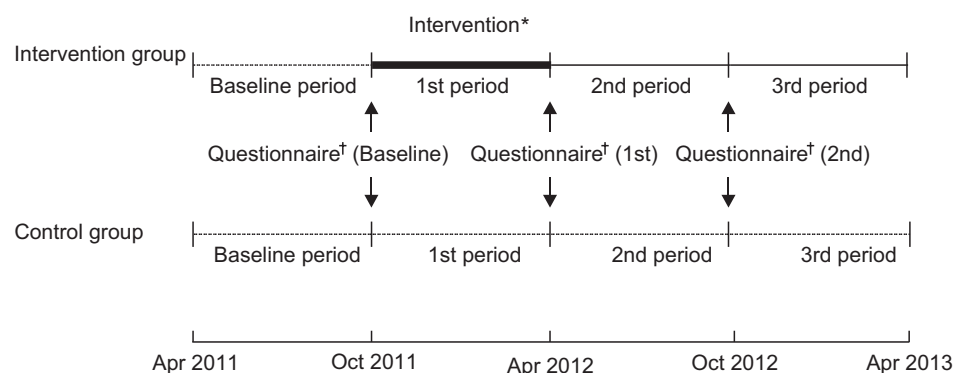 Intervention*
Intervention group
Baseline period 1st period 2nd period 3rd period
Questionnaire† (Baseline) Questionnaire† (1st) Questionnaire† (2nd)
Control group
Baseline period 1st period 2nd period 3rd period
Apr 2011 Oct 2011 Apr 2012 Oct 2012 Apr 2013